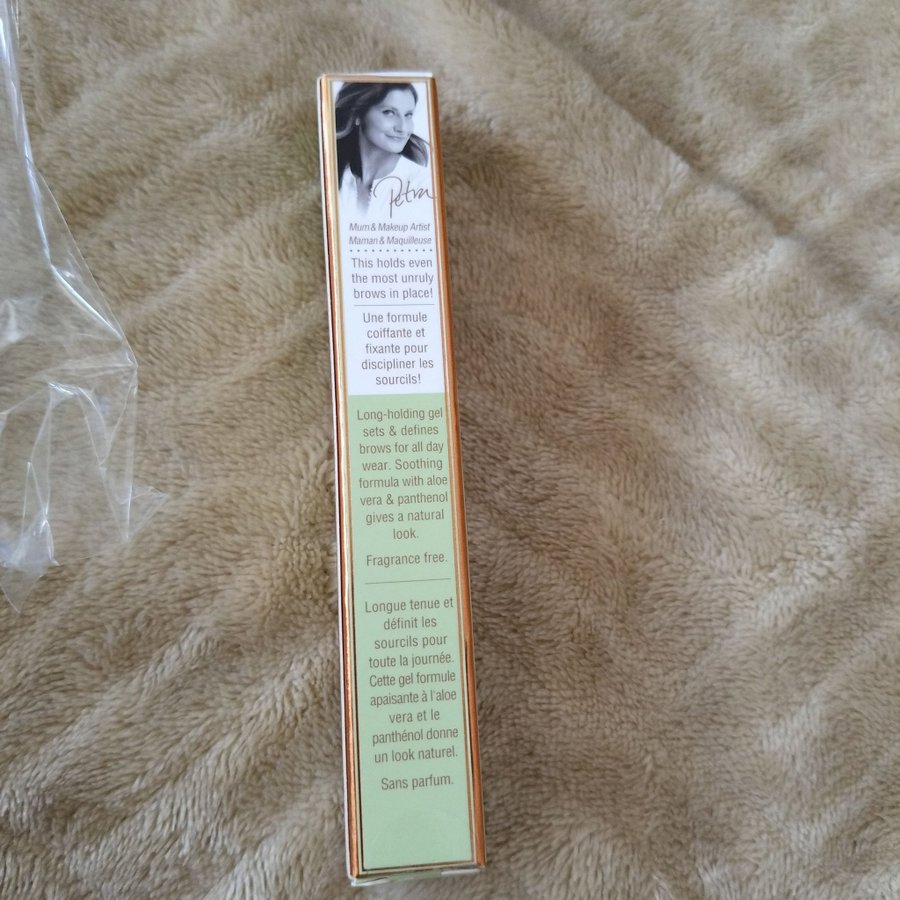 Petra
Mum & Makeup Artist
Maman & Maquilleuse
This holds even
the most unruly
brows in place!
Une formule
coiffante et
fixante pour
discipliner les
sourcils!
Long-holding gel
sets & defines
brows for all day
wear. Soothing
formula with aloe
vera & panthenol
gives a natural
look.
Fragrance free.
Longue tenue et
définit les
sourcils pour
toute la journée.
Cette gel formule
apaisante à l'aloe
vera et le
panthénol donne
un look naturel.
Sans parfum.